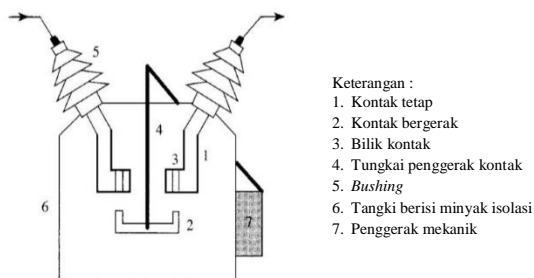 5
4
3
1
6
2
7
Keterangan :
1. Kontak tetap
2. Kontak bergerak
3. Bilik kontak
4. Tungkai penggerak kontak
5. Bushing
6. Tangki berisi minyak isolasi
7. Penggerak mekanik